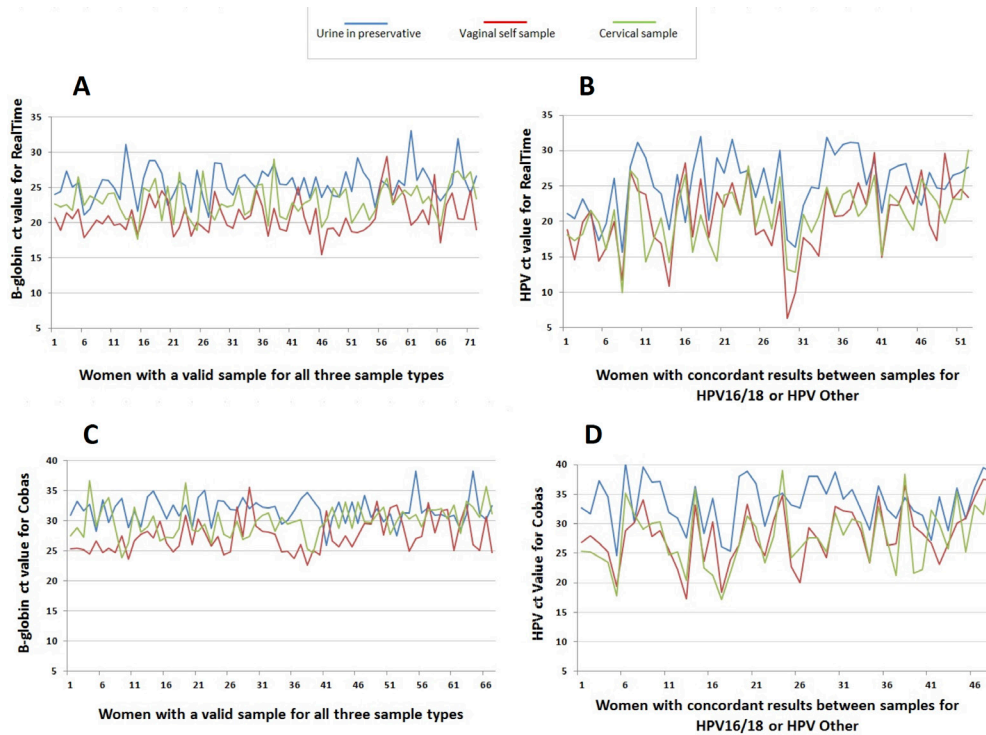 Urine in preservative Vaginal self sample Cervical sample
A
B-globin ct value for RealTime
35
30
25
20
15
10
5
1 6 11 16 21 26 31 36 41 46 51 56 61 66 71
Women with a valid sample for all three sample types
B
HPV ct value for RealTime
35
30
25
20
15
10
5
1 6 11 16 21 26 31 36 41 46 51
Women with concordant results between samples for
HPV16/18 or HPV Other
C
B-globin ct value for Cobas
40
35
30
25
20
15
10
5
1 6 11 16 21 26 31 36 41 46 51 56 61 66
Women with a valid sample for all three sample types
D
HPV ct Value for Cobas
40
35
30
25
20
15
10
5
1 6 11 16 21 26 31 36 41 46
Women with concordant results between samples for
HPV16/18 or HPV Other